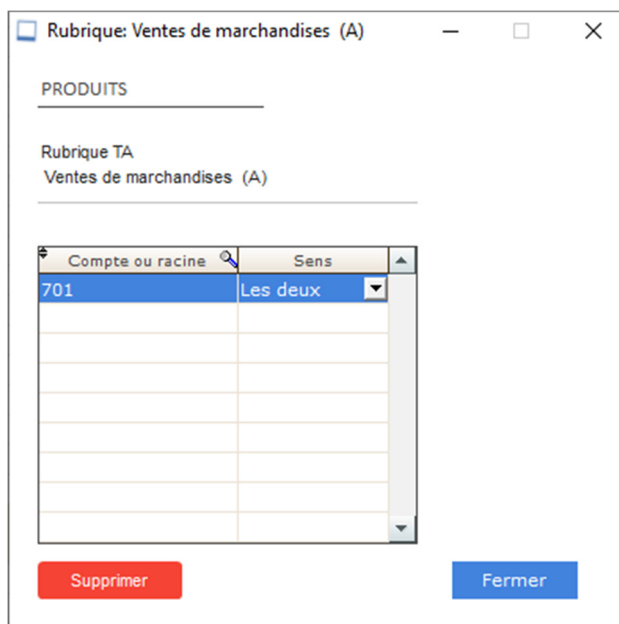 Rubrique: Ventes de marchandises (A)
PRODUITS
Rubrique TA
Ventes de marchandises (A)
Compte ou racine Sens
701 Les deux
Supprimer Fermer